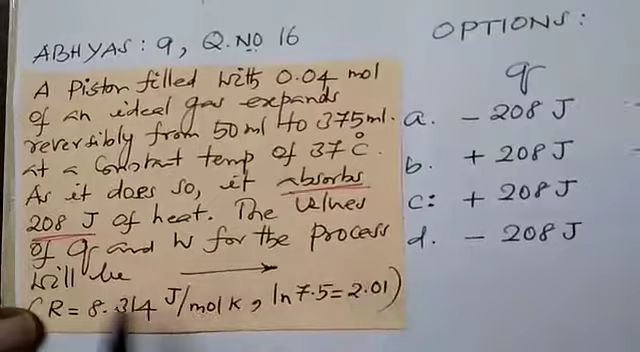 ABHYAS: 9, Q.NO 16
OPTIONS:
A Piston filled with 0.04 mol
of an ideal gas expands
reversibly from 50ml to 375ml.
at a Constant temp of 37°C.
As it does so, it absorbs
208 J of heat. The values
of q and w for the process
will be →
(R = 8.314 J/mol K, ln 7.5 = 2.01)
q
a. - 208 J
b. + 208 J
c: + 208 J
d. - 208 J